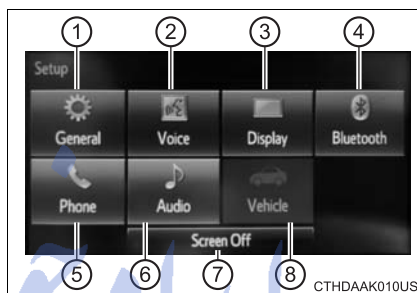 1 2 3 4
Setup
General Voice Display Bluetooth
Phone Audio Vehicle
Screen Off
5 6 7 8
CTHDAAK010US